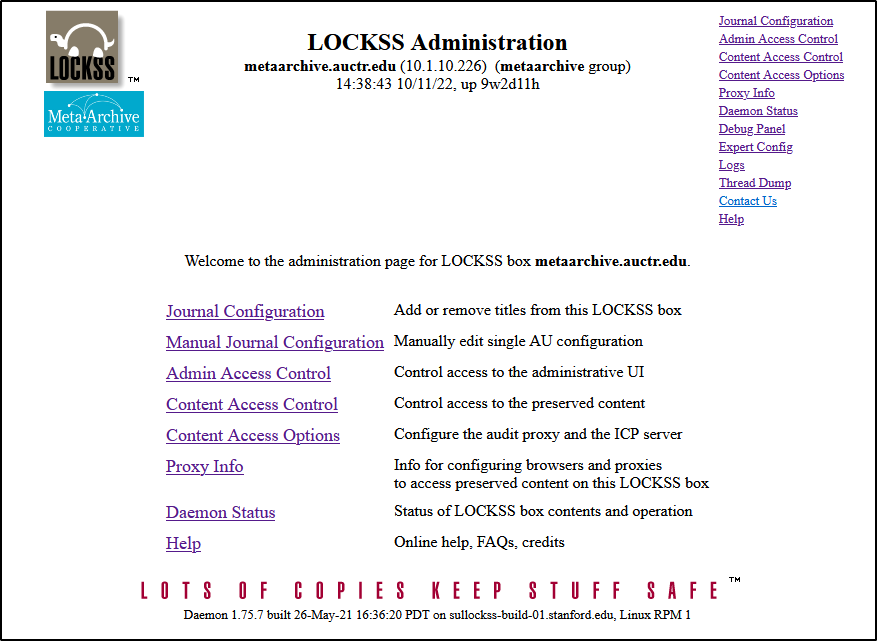 LOCKSS™
MetaArchive
COOPERATIVE
LOCKSS Administration
metaarchive.auctr.edu (10.1.10.226) (metaarchive group)
14:38:43 10/11/22, up 9w2d11h
Journal Configuration
Admin Access Control
Content Access Control
Content Access Options
Proxy Info
Daemon Status
Debug Panel
Expert Config
Logs
Thread Dump
Contact Us
Help
Welcome to the administration page for LOCKSS box metaarchive.auctr.edu.
Journal Configuration Add or remove titles from this LOCKSS box
Manual Journal Configuration Manually edit single AU configuration
Admin Access Control Control access to the administrative UI
Content Access Control Control access to the preserved content
Content Access Options Configure the audit proxy and the ICP server
Proxy Info Info for configuring browsers and proxies
to access preserved content on this LOCKSS box
Daemon Status Status of LOCKSS box contents and operation
Help Online help, FAQs, credits
LOTS OF COPIES KEEP STUFF SAFE™
Daemon 1.75.7 built 26-May-21 16:36:20 PDT on sullockss-build-01.stanford.edu, Linux RPM 1